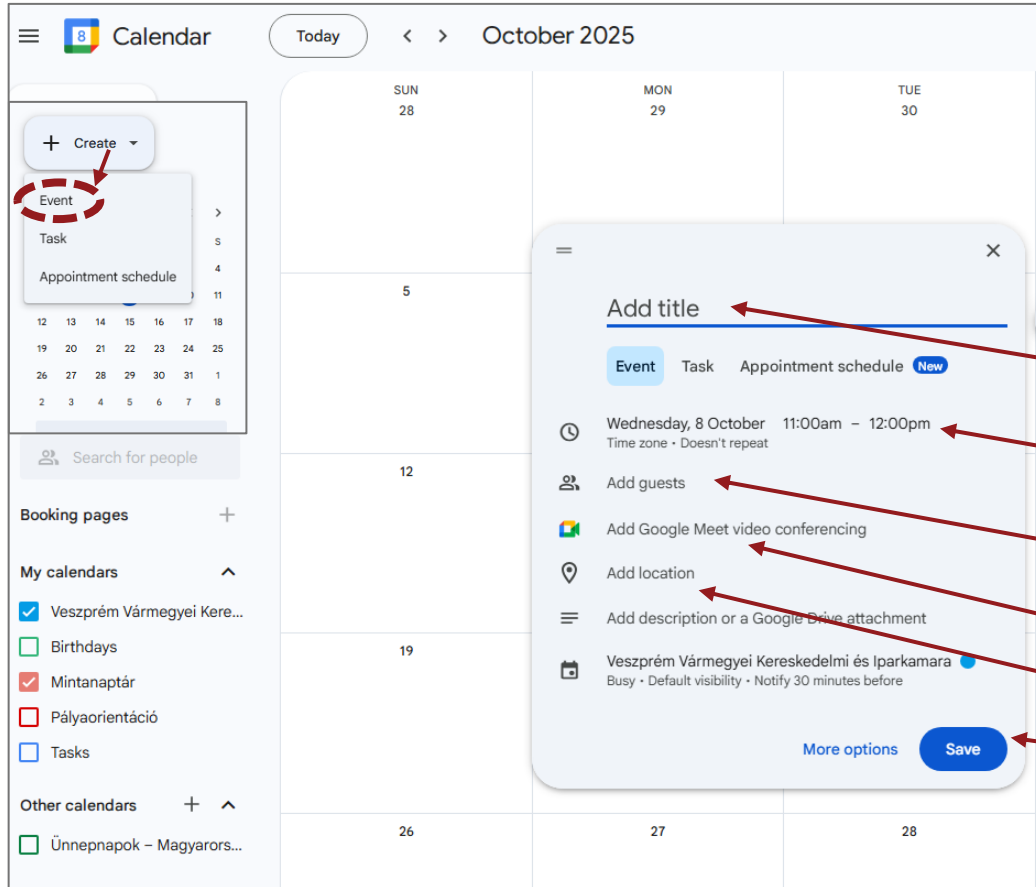 8 Calendar Today October 2025
SUN MON TUE
28 29 30
Create
Event
Task
Appointment schedule
S
4
11
12 13 14 15 16 17 18
19 20 21 22 23 24 25
26 27 28 29 30 31 1
2 3 4 5 6 7 8
Search for people
Booking pages
My calendars
Veszprém Vármegyei Kere...
Birthdays
Mintanaptár
Pályaorientáció
Tasks
Other calendars
Ünnepnapok – Magyarors...
5
12
19
26 27 28
Add title
Event Task Appointment schedule New
Wednesday, 8 October 11:00am – 12:00pm
Time zone • Doesn't repeat
Add guests
Add Google Meet video conferencing
Add location
Add description or a Google Drive attachment
Veszprém Vármegyei Kereskedelmi és Iparkamara
Busy • Default visibility • Notify 30 minutes before
More options Save